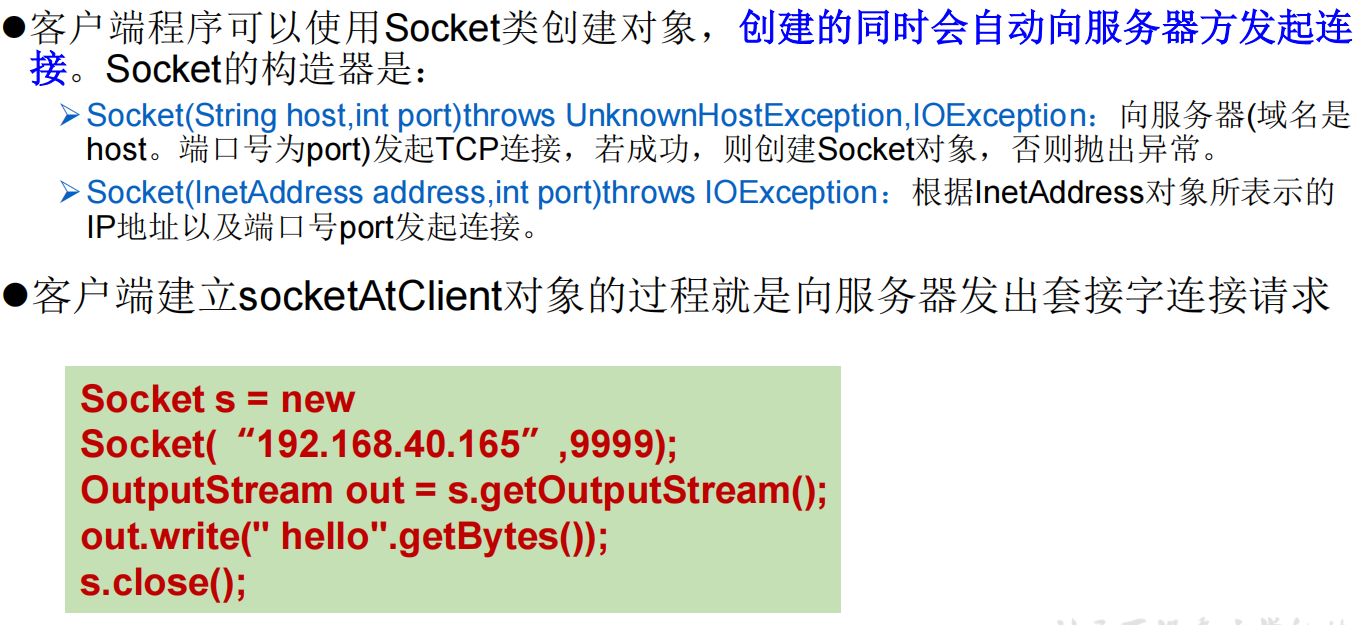 ●客户端程序可以使用Socket类创建对象，创建的同时会自动向服务器方发起连
接。Socket的构造器是：
➢Socket(String host,int port)throws UnknownHostException,IOException：向服务器(域名是
host。端口号为port)发起TCP连接，若成功，则创建Socket对象，否则抛出异常。
➢Socket(InetAddress address,int port)throws IOException：根据InetAddress对象所表示的
IP地址以及端口号port发起连接。
●客户端建立socketAtClient对象的过程就是向服务器发出套接字连接请求
Socket s = new
Socket(“192.168.40.165”,9999);
OutputStream out = s.getOutputStream();
out.write(" hello".getBytes());
s.close();